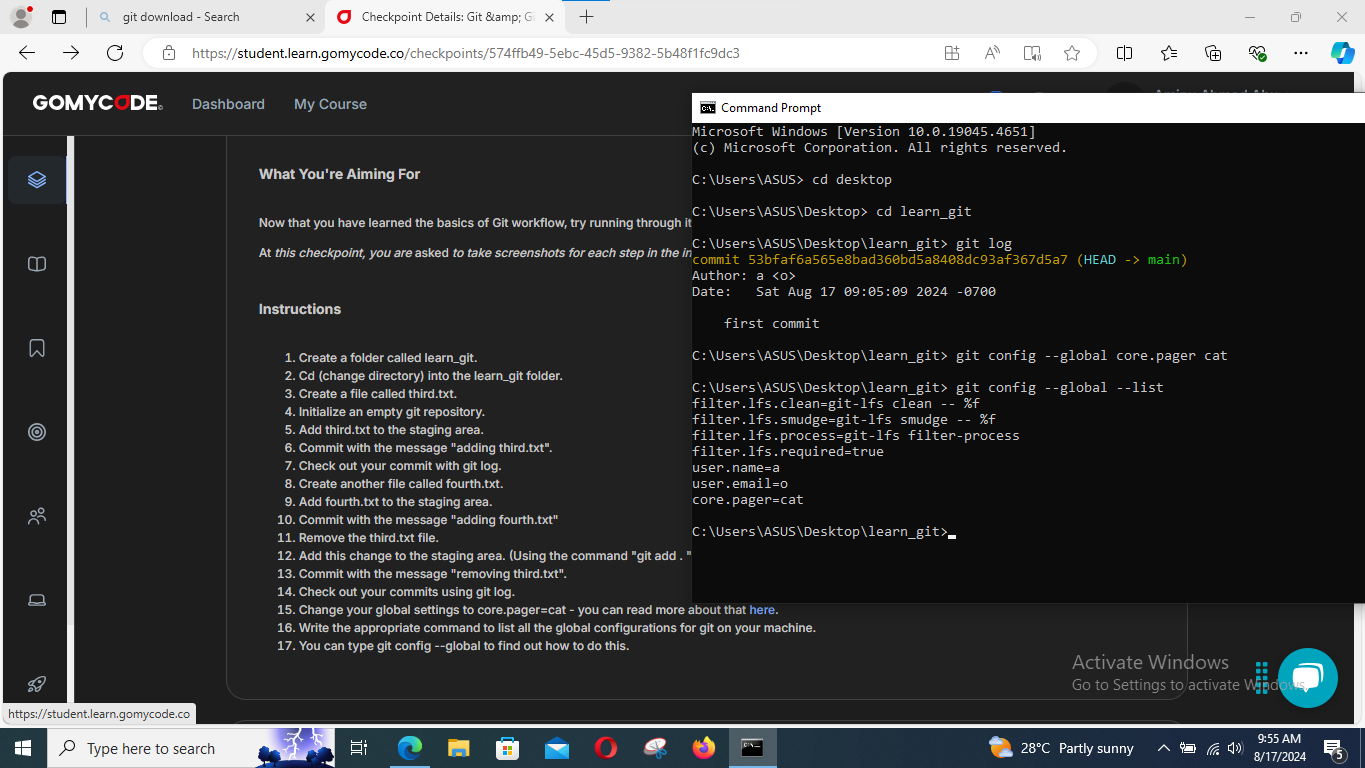 git download - Search
Checkpoint Details: Git &amp; Gi
https://student.learn.gomycode.co/checkpoints/574ffb49-5ebc-45d5-9382-5b48f1fc9dc3
GOMYCODE
Dashboard
My Course
What You're Aiming For
Now that you have learned the basics of Git workflow, try running through it
At this checkpoint, you are asked to take screenshots for each step in the in
Instructions
1. Create a folder called learn_git.
2. Cd (change directory) into the learn_git folder.
3. Create a file called third.txt.
4. Initialize an empty git repository.
5. Add third.txt to the staging area.
6. Commit with the message "adding third.txt".
7. Check out your commit with git log.
8. Create another file called fourth.txt.
9. Add fourth.txt to the staging area.
10. Commit with the message "adding fourth.txt"
11. Remove the third.txt file.
12. Add this change to the staging area. (Using the command "git add . "
13. Commit with the message "removing third.txt".
14. Check out your commits using git log.
15. Change your global settings to core.pager=cat - you can read more about that here.
16. Write the appropriate command to list all the global configurations for git on your machine.
17. You can type git config --global to find out how to do this.
Command Prompt
Microsoft Windows [Version 10.0.19045.4651]
(c) Microsoft Corporation. All rights reserved.
C:\Users\ASUS> cd desktop
C:\Users\ASUS\Desktop> cd learn_git
C:\Users\ASUS\Desktop\learn_git> git log
commit 53bfaf6a565e8bad360bd5a8408dc93af367d5a7 (HEAD -> main)
Author: a <o>
Date:   Sat Aug 17 09:05:09 2024 -0700
first commit
C:\Users\ASUS\Desktop\learn_git> git config --global core.pager cat
C:\Users\ASUS\Desktop\learn_git> git config --global --list
filter.lfs.clean=git-lfs clean -- %f
filter.lfs.smudge=git-lfs smudge -- %f
filter.lfs.process=git-lfs filter-process
filter.lfs.required=true
user.name=a
user.email=o
core.pager=cat
C:\Users\ASUS\Desktop\learn_git>
Activate Windows
Go to Settings to activate Windows.
https://student.learn.gomycode.co
Type here to search
28°C Partly sunny
9:55 AM
8/17/2024
5